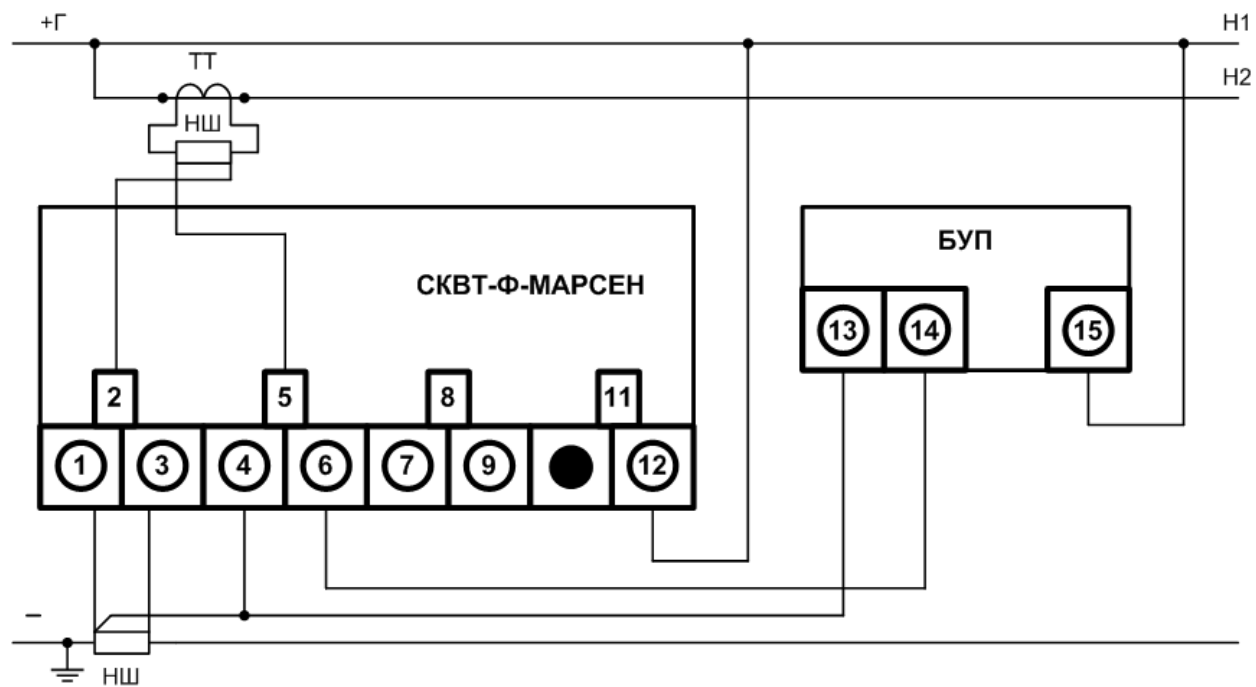 +Г
Н1
ТТ
Н2
НШ
СКВТ-Ф-МАРСЕН
БУП
13 14 15
2 5 8 11
1 3 4 6 7 9 12
–
НШ